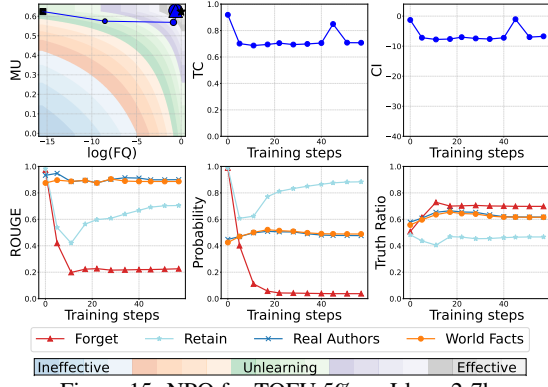 0.6
0.5
0.4
0.3
0.2
0.1
0.0
MU
−15 −10 −5 0
log(FQ)
1.0
0.8
0.6
0.4
0.2
0.0
TC
0 20 40
Training steps
0
−10
−20
−30
−40
CI
0 20 40
Training steps
1.0
0.8
0.6
0.4
0.2
0.0
ROUGE
0 20 40
Training steps
1.0
0.8
0.6
0.4
0.2
0.0
Probability
0 20 40
Training steps
1.0
0.8
0.6
0.4
0.2
0.0
Truth Ratio
0 20 40
Training steps
Forget Retain Real Authors World Facts
Ineffective Unlearning Effective
Figure 15: NPO for TOFU 5%